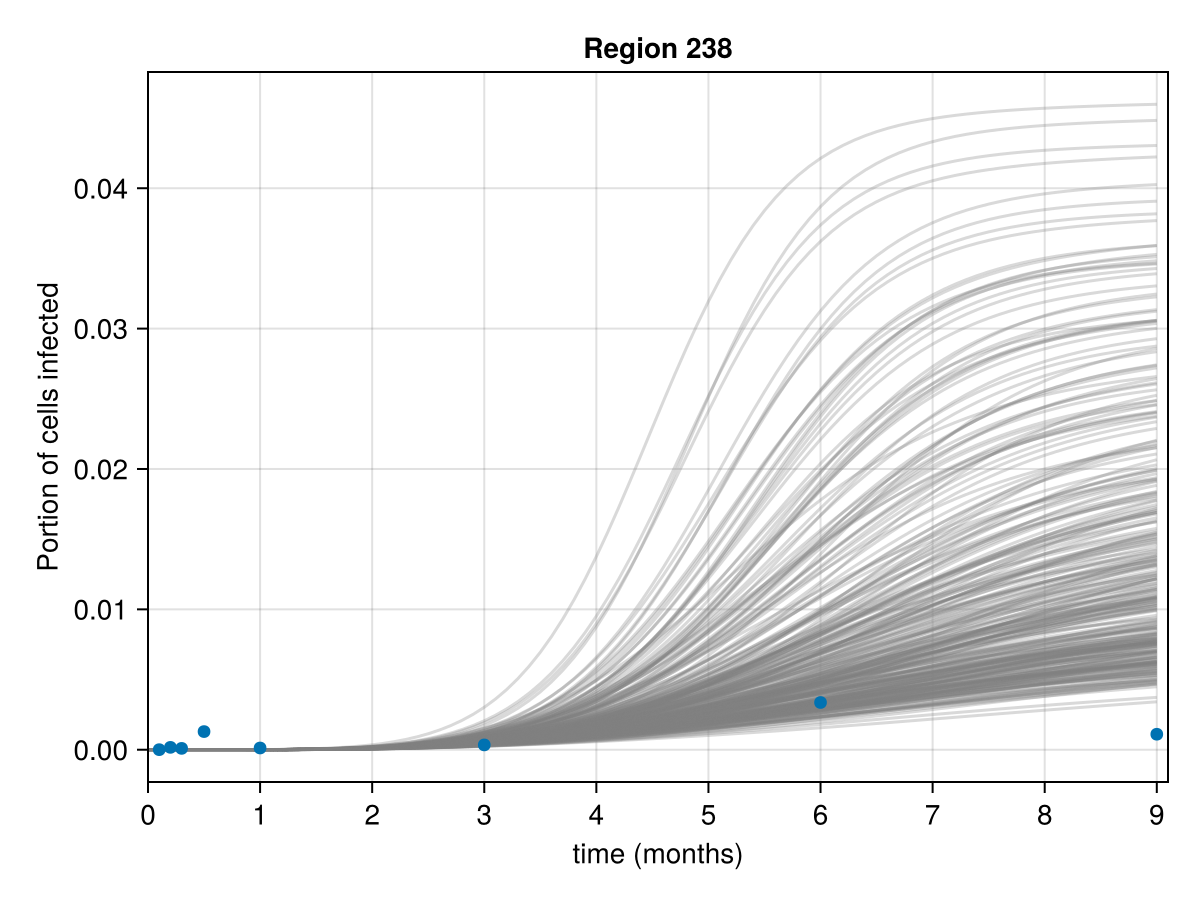 Region 238
Portion of cells infected
0.04
0.03
0.02
0.01
0.00
0 1 2 3 4 5 6 7 8 9
time (months)